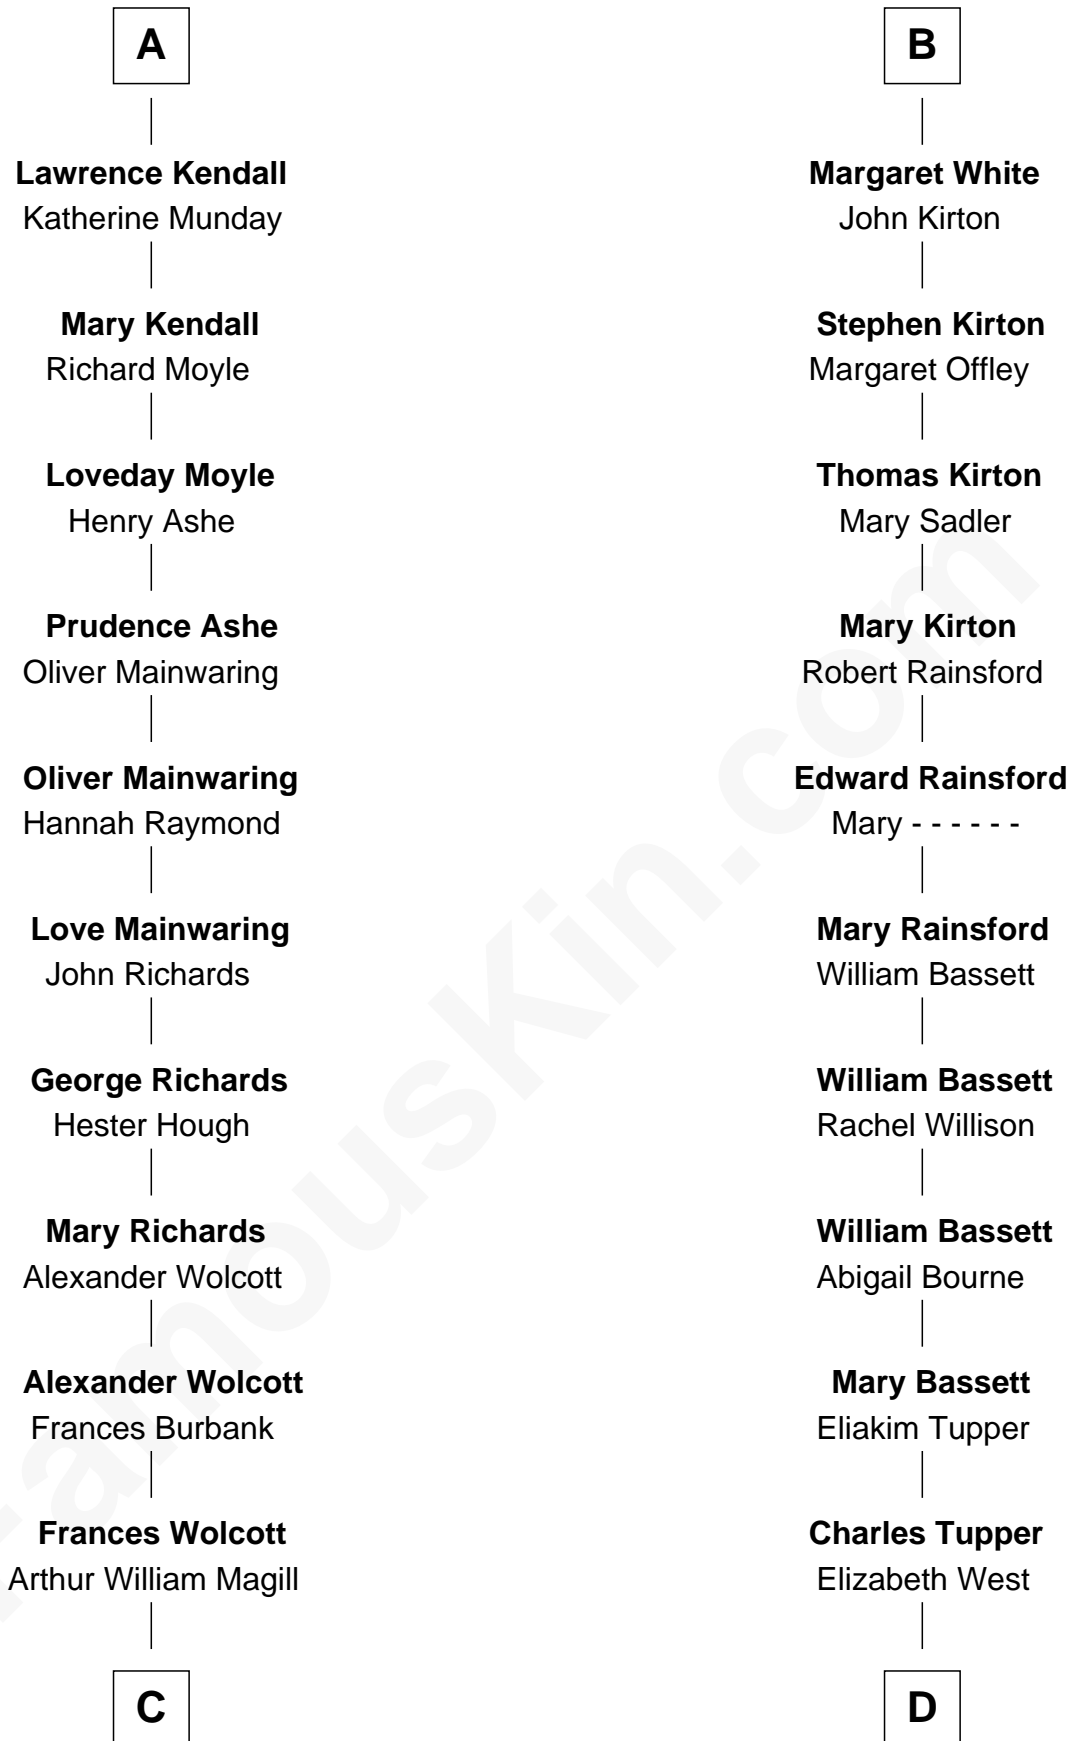 A
Lawrence Kendall
Katherine Munday
Mary Kendall
Richard Moyle
Loveday Moyle
Henry Ashe
Prudence Ashe
Oliver Mainwaring
Oliver Mainwaring
Hannah Raymond
Love Mainwaring
John Richards
George Richards
Hester Hough
Mary Richards
Alexander Wolcott
Alexander Wolcott
Frances Burbank
Frances Wolcott
Arthur William Magill
C
B
Margaret White
John Kirton
Stephen Kirton
Margaret Offley
Thomas Kirton
Mary Sadler
Mary Kirton
Robert Rainsford
Edward Rainsford
Mary - - - - - -
Mary Rainsford
William Bassett
William Bassett
Rachel Willison
William Bassett
Abigail Bourne
Mary Bassett
Eliakim Tupper
Charles Tupper
Elizabeth West
D
FamousKin.com